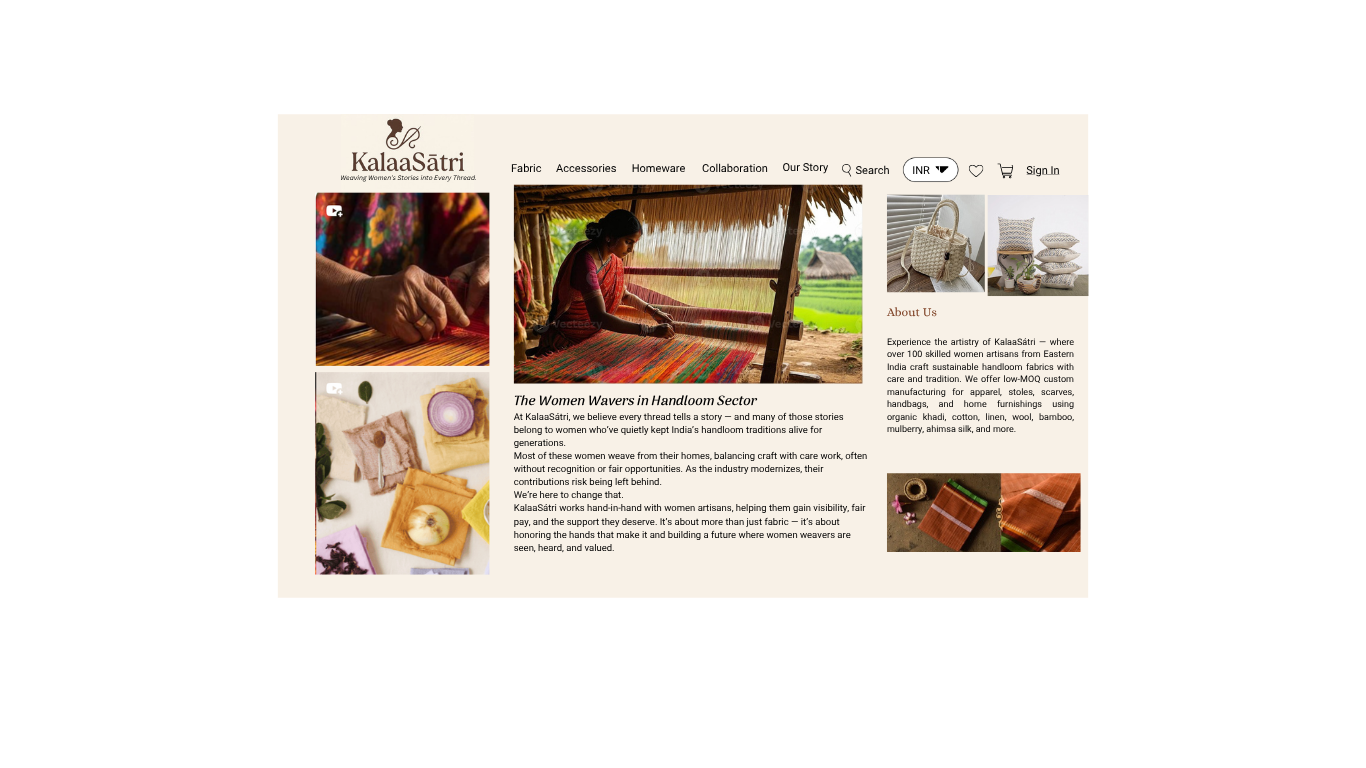 KalaaSātri
Weaving Women's Stories into Every Thread.
Fabric
Accessories
Homeware
Collaboration
Our Story
Search
INR
Sign In
vecteezy
The Women Wavers in Handloom Sector
At KalaaSátri, we believe every thread tells a story — and many of those stories
belong to women who've quietly kept India's handloom traditions alive for
generations.
Most of these women weave from their homes, balancing craft with care work, often
without recognition or fair opportunities. As the industry modernizes, their
contributions risk being left behind.
We're here to change that.
KalaaSátri works hand-in-hand with women artisans, helping them gain visibility, fair
pay, and the support they deserve. It's about more than just fabric — it's about
honoring the hands that make it and building a future where women weavers are
seen, heard, and valued.
About Us
Experience the artistry of KalaaSátri — where
over 100 skilled women artisans from Eastern
India craft sustainable handloom fabrics with
care and tradition. We offer low-MOQ custom
manufacturing for apparel, stoles, scarves,
handbags, and home furnishings using
organic khadi, cotton, linen, wool, bamboo,
mulberry, ahimsa silk, and more.